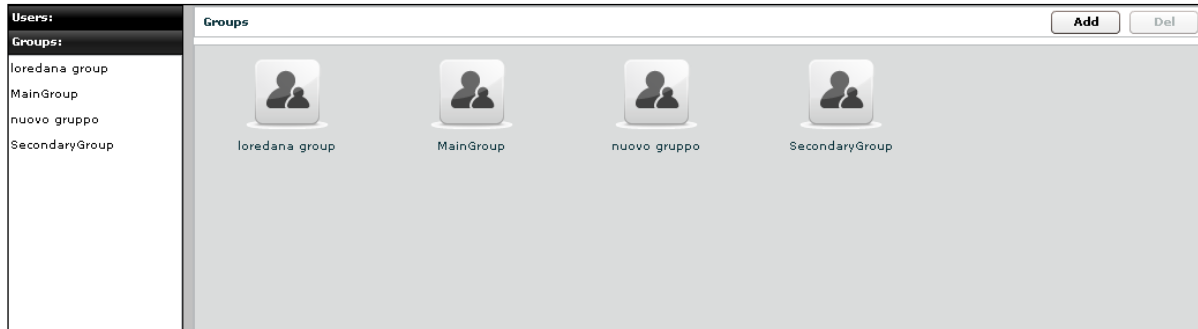 Users:
Groups:
loredana group
MainGroup
nuovo gruppo
SecondaryGroup
Groups
Add
Del
loredana group
MainGroup
nuovo gruppo
SecondaryGroup